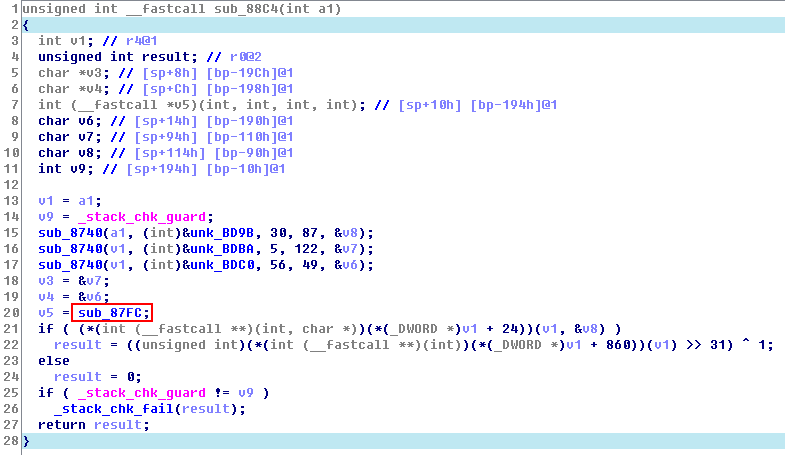 1 unsigned int __fastcall sub_88C4(int a1)
2 {
3 int v1; // r4@1
4 unsigned int result; // r0@2
5 char *v3; // [sp+8h] [bp-19Ch]@1
6 char *v4; // [sp+Ch] [bp-198h]@1
7 int (__fastcall *v5)(int, int, int, int); // [sp+10h] [bp-194h]@1
8 char v6; // [sp+14h] [bp-190h]@1
9 char v7; // [sp+94h] [bp-110h]@1
10 char v8; // [sp+114h] [bp-90h]@1
11 int v9; // [sp+194h] [bp-10h]@1
12
13 v1 = a1;
14 v9 = _stack_chk_guard;
15 sub_8740(a1, (int)&unk_BD9B, 30, 87, &v8);
16 sub_8740(v1, (int)&unk_BDBA, 5, 122, &v7);
17 sub_8740(v1, (int)&unk_BDC0, 56, 49, &v6);
18 v3 = &v7;
19 v4 = &v6;
20 v5 = sub_87FC;
21 if ( (*(int (__fastcall **)(int, char *))(*(_DWORD *)v1 + 24))(v1, &v8) )
22 result = ((unsigned int)(*(int (__fastcall **)(int))(*(_DWORD *)v1 + 860))(v1) >> 31) ^ 1;
23 else
24 result = 0;
25 if ( _stack_chk_guard != v9 )
26 _stack_chk_fail(result);
27 return result;
28 }